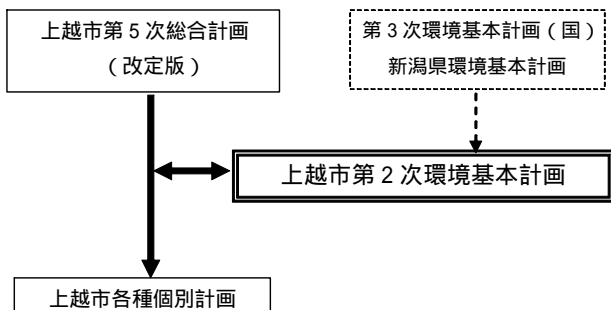 上越市第５次総合計画
（改定版）
第３次環境基本計画（国）
新潟県環境基本計画
上越市第２次環境基本計画
上越市各種個別計画